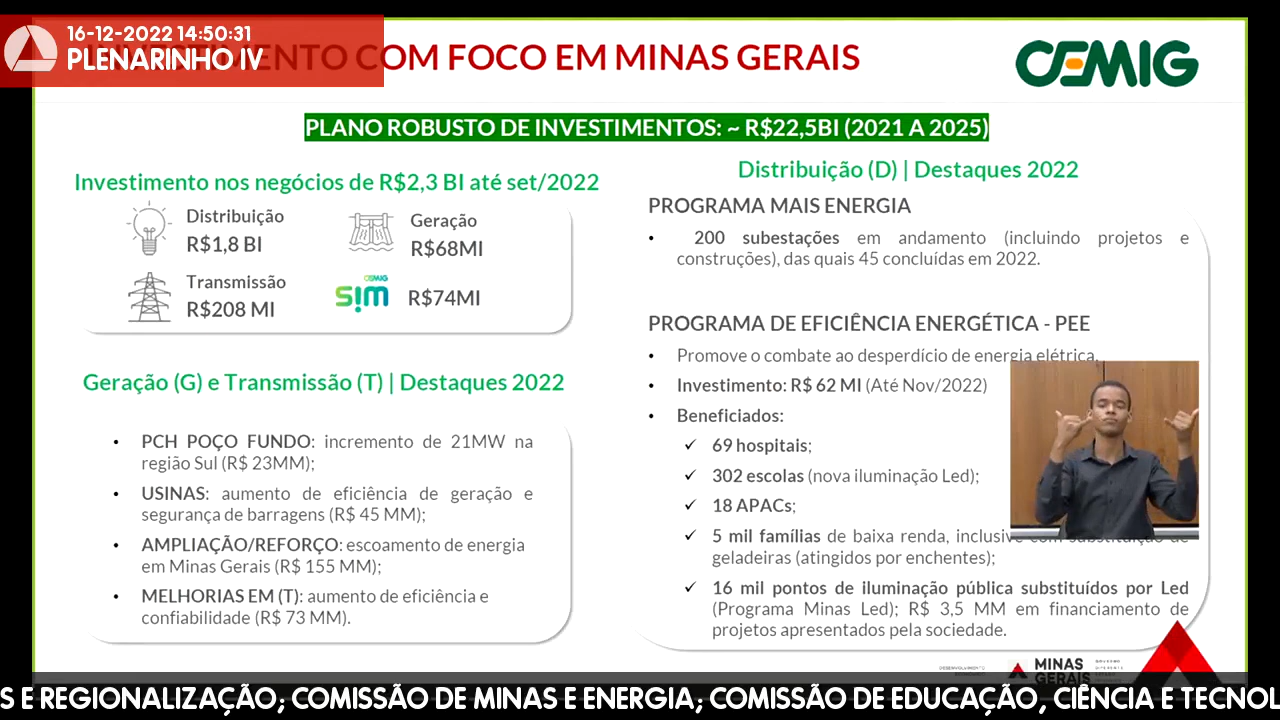 16-12-2022 14:50:31
PLENARINHO IV
COM FOCO EM MINAS GERAIS
CEMIG
PLANO ROBUSTO DE INVESTIMENTOS: ~ R$22,5BI (2021 A 2025)
Investimento nos negócios de R$2,3 BI até set/2022
Distribuição
R$1,8 BI
Geração
R$68MI
Transmissão
R$208 MI
CEMIG
SIM
R$74MI
Geração (G) e Transmissão (T) | Destaques 2022
• PCH POÇO FUNDO: incremento de 21MW na
região Sul (R$ 23MM);
• USINAS: aumento de eficiência de geração e
segurança de barragens (R$ 45 MM);
• AMPLIAÇÃO/REFORÇO: escoamento de energia
em Minas Gerais (R$ 155 MM);
• MELHORIAS EM (T): aumento de eficiência e
confiabilidade (R$ 73 MM).
Distribuição (D) | Destaques 2022
PROGRAMA MAIS ENERGIA
• 200 subestações em andamento (incluindo projetos e
construções), das quais 45 concluídas em 2022.
PROGRAMA DE EFICIÊNCIA ENERGÉTICA - PEE
• Promove o combate ao desperdício de energia elétrica.
• Investimento: R$ 62 MI (Até Nov/2022)
• Beneficiados:
✓ 69 hospitais;
✓ 302 escolas (nova iluminação Led);
✓ 18 APACs;
✓ 5 mil famílias de baixa renda, inclusive com substituição de
geladeiras (atingidos por enchentes);
✓ 16 mil pontos de iluminação pública substituídos por Led
(Programa Minas Led); R$ 3,5 MM em financiamento de
projetos apresentados pela sociedade.
MINAS
GERAIS
S E REGIONALIZAÇÃO; COMISSÃO DE MINAS E ENERGIA; COMISSÃO DE EDUCAÇÃO, CIÊNCIA E TECNOL